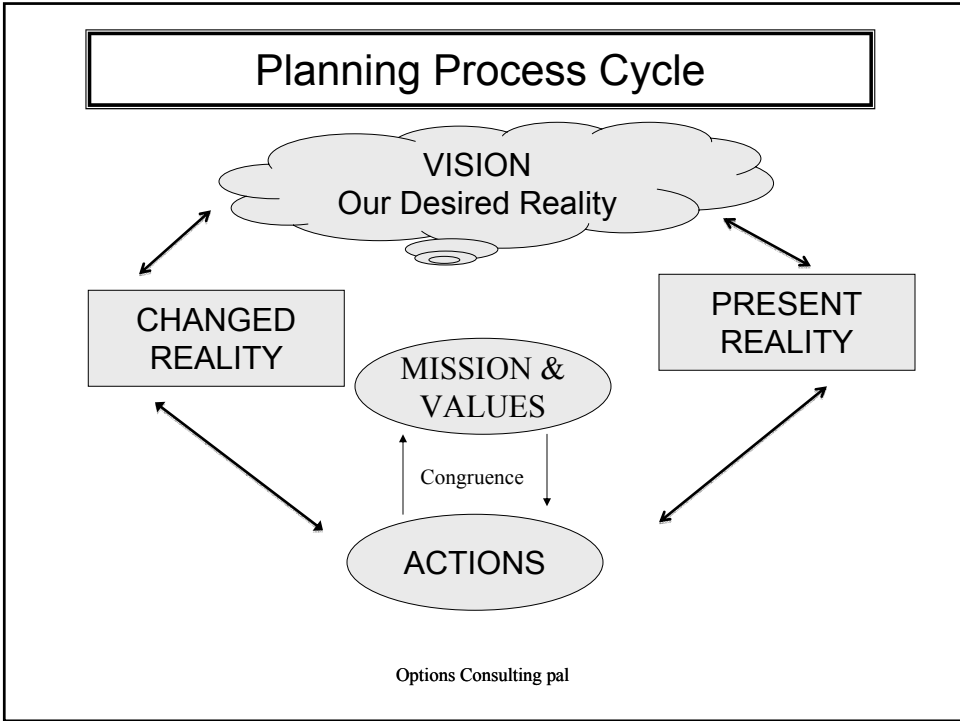 Planning Process Cycle
VISION
Our Desired Reality
CHANGED
REALITY
PRESENT
REALITY
MISSION &
VALUES
Congruence
ACTIONS
Options Consulting pal